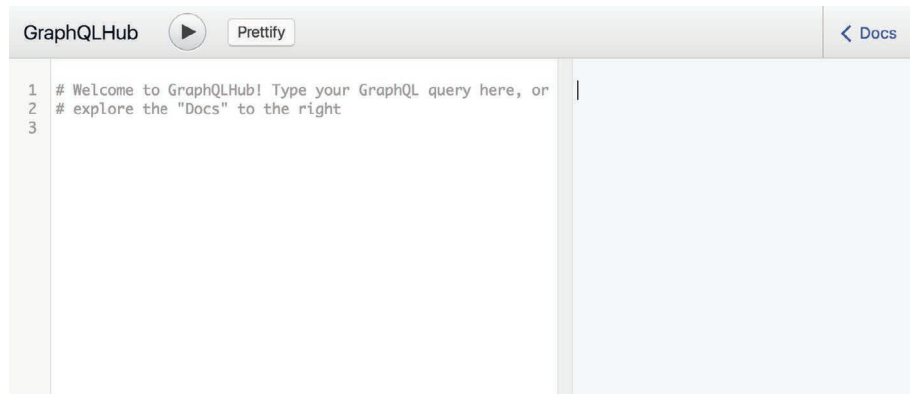 GraphQLHub Prettify Docs
1 # Welcome to GraphQLHub! Type your GraphQL query here, or
2 # explore the "Docs" to the right
3